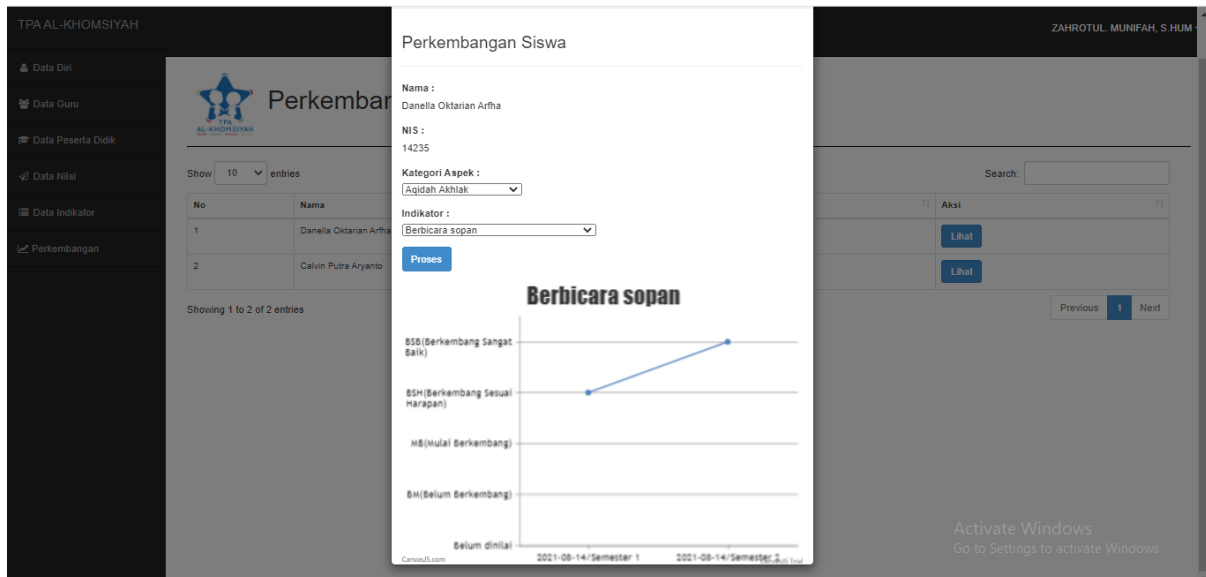 TPA AL-KHOMSIYAH
ZAHROTUL. MUNIFAH, S.HUM
Data Diri
Data Guru
Data Peserta Didik
Data Nilai
Data Indikator
Perkembangan
TPA
AL-KHOMSIYAH
Perkembar
Show 10 entries
Search:
No Nama Aksi
1 Danella Oktarian Arfha Lihat
2 Calvin Putra Aryanto Lihat
Showing 1 to 2 of 2 entries
Previous 1 Next
Perkembangan Siswa
Nama :
Danella Oktarian Arfha
NIS :
14235
Kategori Aspek :
Aqidah Akhlak
Indikator :
Berbicara sopan
Proses
Berbicara sopan
BSB(Berkembang Sangat
Baik)
BSH(Berkembang Sesuai
Harapan)
MB(Mulai Berkembang)
BM(Belum Berkembang)
Belum dinilai
2021-08-14/Semester 1 2021-08-14/Semester 2
CanvasJS.com CanvasJS Trial
Activate Windows
Go to Settings to activate Windows.